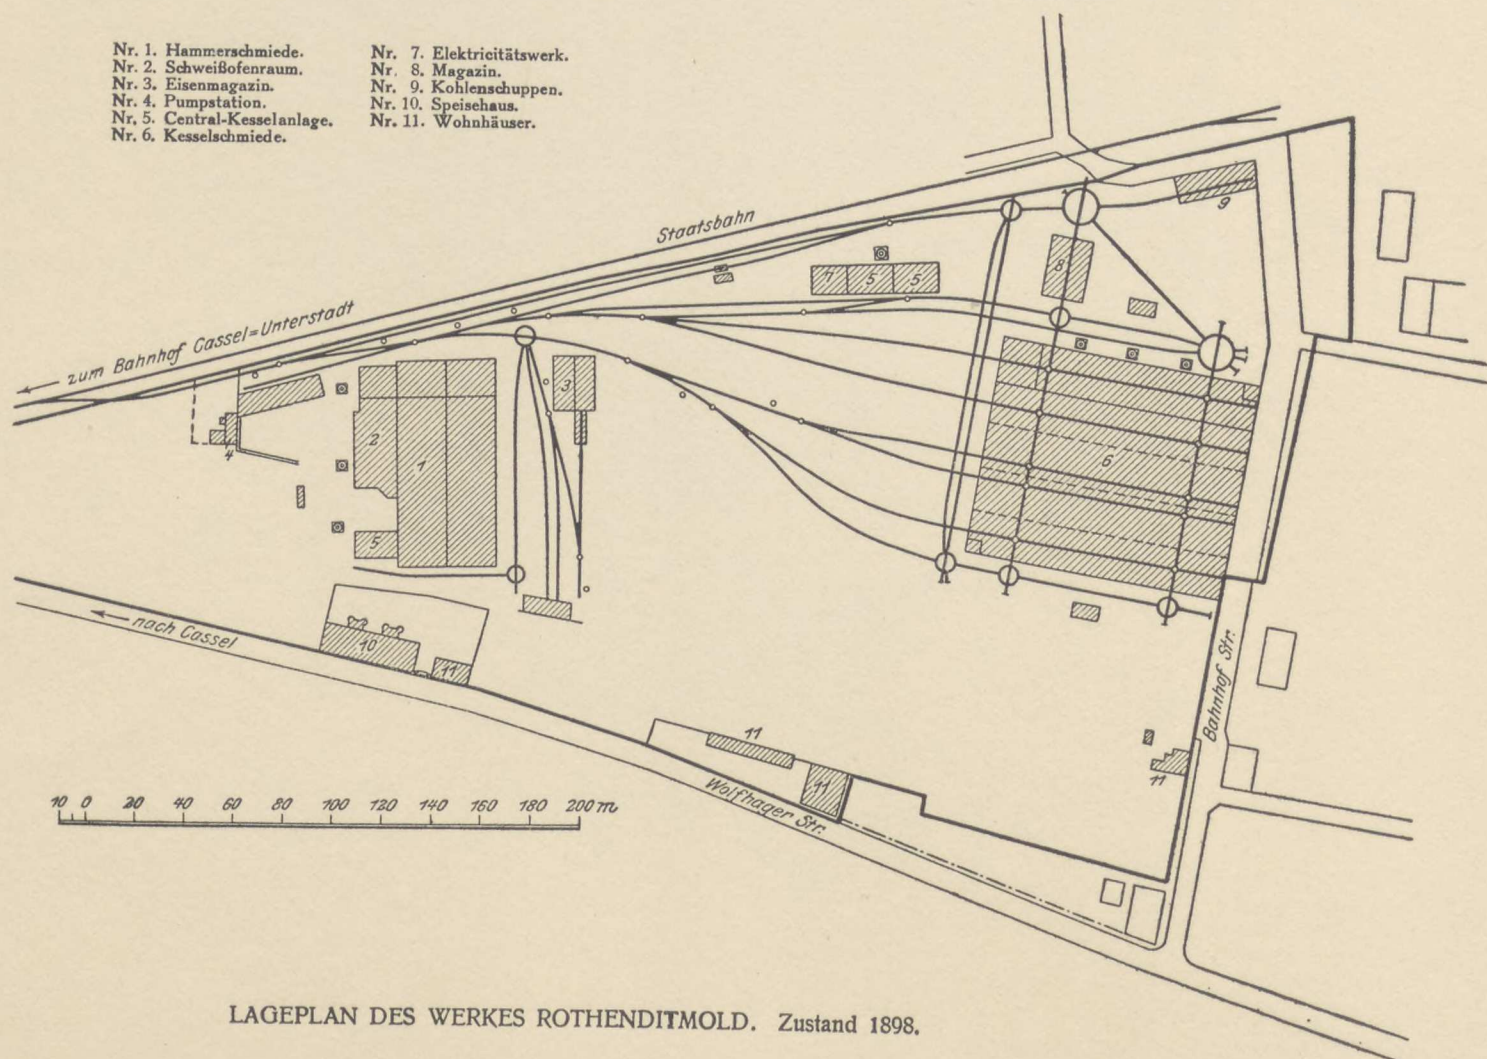 Nr. 1. Hammerschmiede.
Nr. 2. Schweißofenraum.
Nr. 3. Eisenmagazin.
Nr. 4. Pumpstation.
Nr. 5. Central-Kesselanlage.
Nr. 6. Kesselschmiede.
Nr. 7. Elektricitätswerk.
Nr. 8. Magazin.
Nr. 9. Kohlenschuppen.
Nr. 10. Speisehaus.
Nr. 11. Wohnhäuser.
Staatsbahn
zum Bahnhof Cassel=Unterstadt
9
8
7 5 5
3
2
1
4
6
5
nach Cassel
10
11
Bahnhof Str.
11
11
11
Wolfhager Str.
10 0 20 40 60 80 100 120 140 160 180 200 m
LAGEPLAN DES WERKES ROTHENDITMOLD. Zustand 1898.